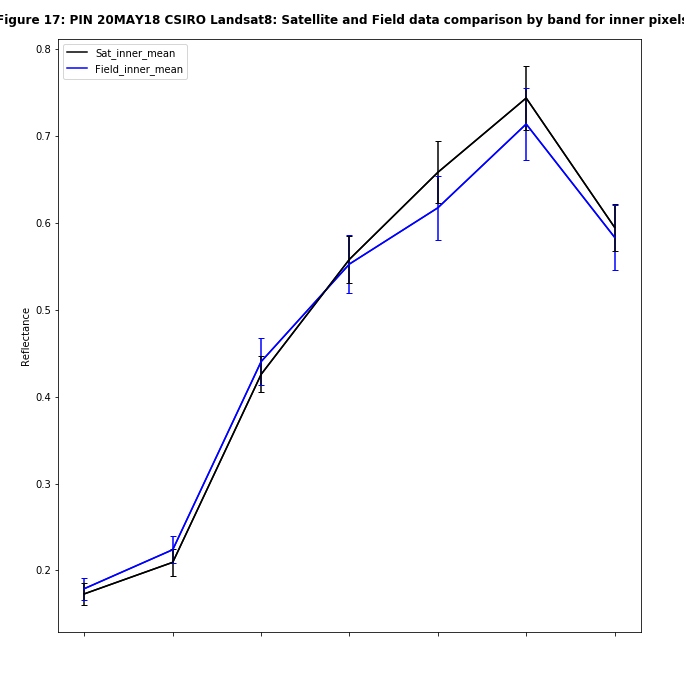 Figure 17: PIN 20MAY18 CSIRO Landsat8: Satellite and Field data comparison by band for inner pixels
Sat_inner_mean
Field_inner_mean
Reflectance
0.8
0.7
0.6
0.5
0.4
0.3
0.2